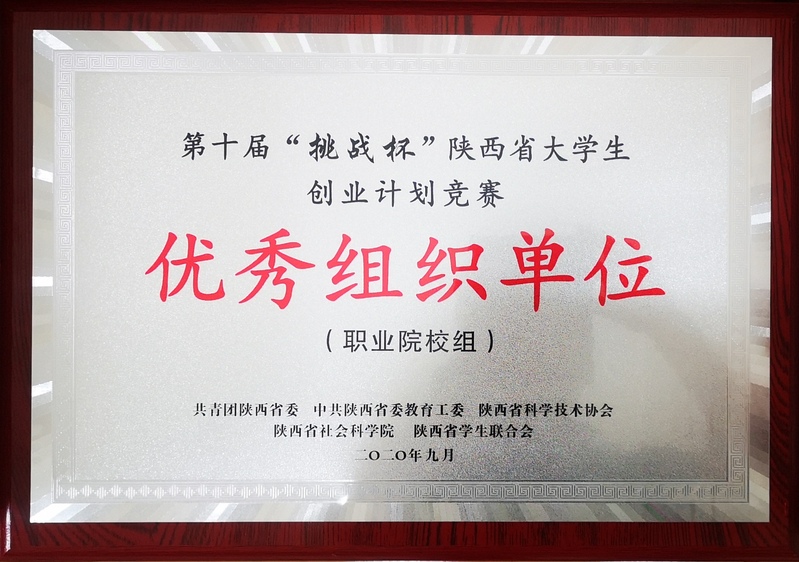 第十届“挑战杯”陕西省大学生
创业计划竞赛
优秀组织单位
（职业院校组）
共青团陕西省委 中共陕西省委教育工委 陕西省科学技术协会
陕西省社会科学院 陕西省学生联合会
二〇二〇年九月